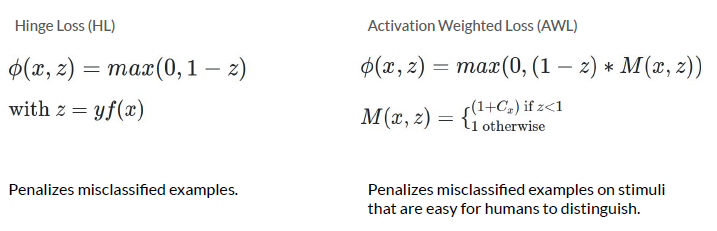 Hinge Loss (HL)
ϕ(x, z) = max(0, 1 − z)
with z = yf(x)
Penalizes misclassified examples.
Activation Weighted Loss (AWL)
ϕ(x, z) = max(0, (1 − z) * M(x, z))
M(x, z) = {(1+Cₓ) if z<1
1 otherwise
Penalizes misclassified examples on stimuli
that are easy for humans to distinguish.